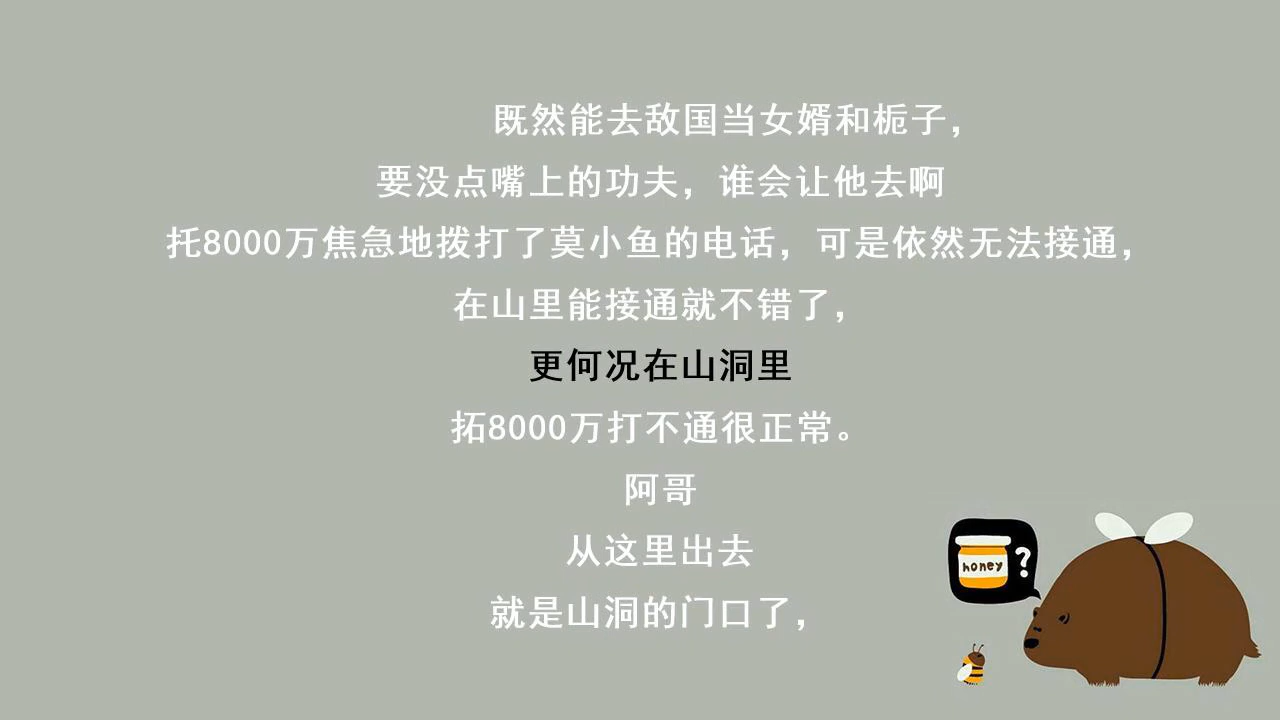 既然能去敌国当女婿和栀子，
要没点嘴上的功夫，谁会让他去啊
托8000万焦急地拨打了莫小鱼的电话，可是依然无法接通，
在山里能接通就不错了，
更何况在山洞里
拓8000万打不通很正常。
阿哥
从这里出去
就是山洞的门口了，
honey
?